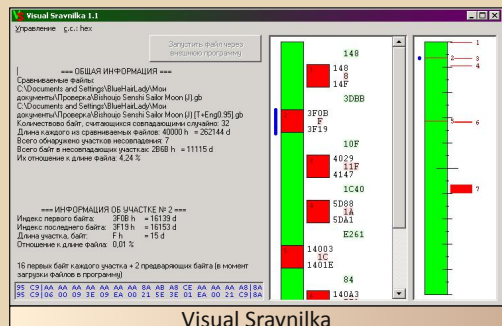 Visual Sravnilka 1.1
Управление с.с.: hex
Запустить файл через
внешнюю программу
=== ОБЩАЯ ИНФОРМАЦИЯ ===
Сравниваемые файлы:
C:\Documents and Settings\BlueHairLady\Мои
документы\Проверка\Bishoujo Senshi Sailor Moon (J).gb
C:\Documents and Settings\BlueHairLady\Мои
документы\Проверка\Bishoujo Senshi Sailor Moon (J) [T+Eng0.95].gb
Количество байт, считающихся совпадающими случайно: 32
Длина каждого из сравниваемых файлов: 40000 h = 262144 d
Всего обнаружено участков несовпадения: 7
Всего байт в несовпадающих участках: 2B6B h = 11115 d
Их отношение к длине файла: 4,24 %
=== ИНФОРМАЦИЯ ОБ УЧАСТКЕ № 2 ===
Индекс первого байта: 3F0B h = 16139 d
Индекс последнего байта: 3F19 h = 16153 d
Длина участка, байт: F h = 15 d
Отношение к длине файла: 0,01 %
16 первых байт каждого участка + 2 предваряющих байта (в момент
загрузки файлов в программу)
95 C9|AA AA AA AA AA AA AA 8A AB A8 CE AA AA AA A8|8A
95 C9|06 00 09 3E 09 EA 00 21 5E 3E 01 EA 00 21 C9|8A
148
148
8
14F
3DBB
3F0B
F
3F19
10F
4029
11F
4147
1C40
5D88
1A
5DA1
E261
14003
1C
1401E
84
140A3
1
2
3
4
5
6
7
Visual Sravnilka